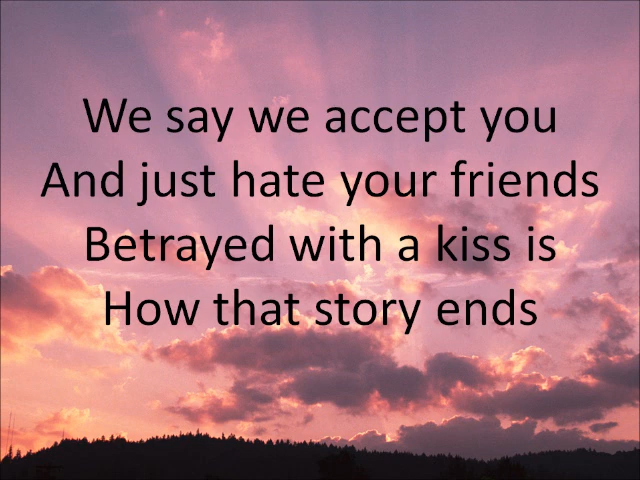 We say we accept you
And just hate your friends
Betrayed with a kiss is
How that story ends